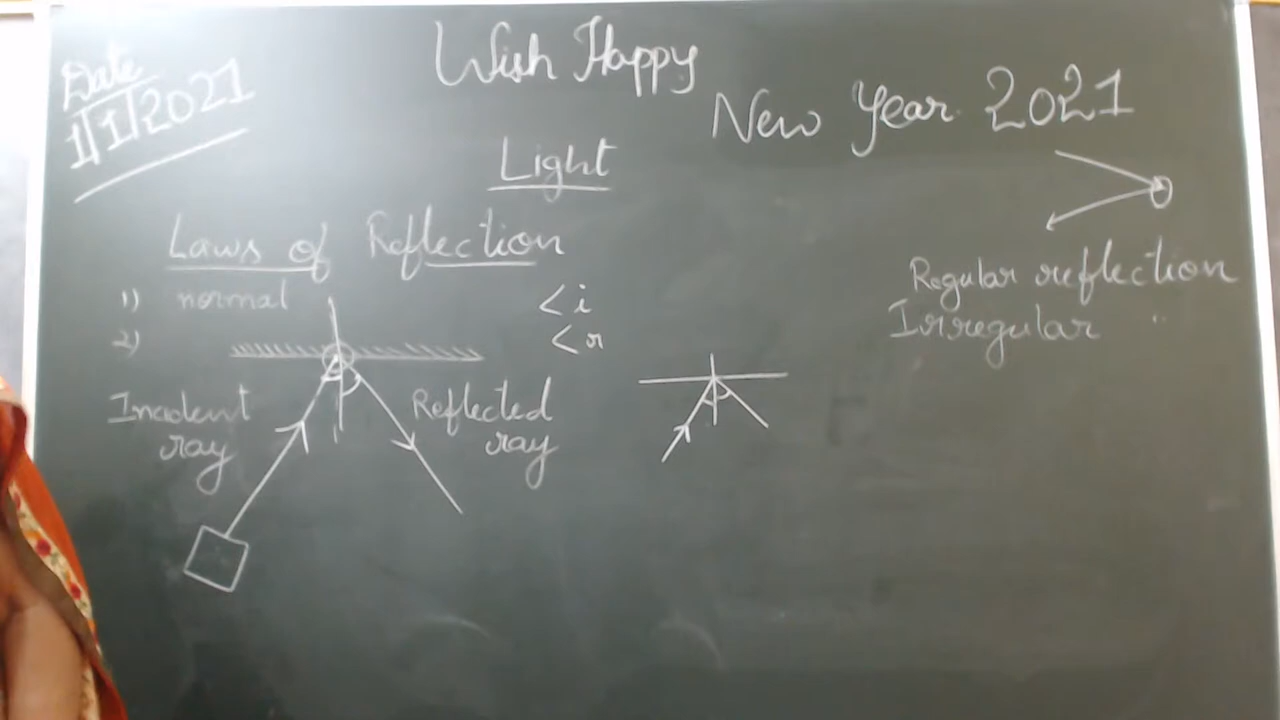 Date
1/1/2021
Wish Happy
New Year 2021
Light
Laws of Reflection
1) normal
2)
<i
<r
Incident
ray
Reflected
ray
Regular reflection
Irregular "